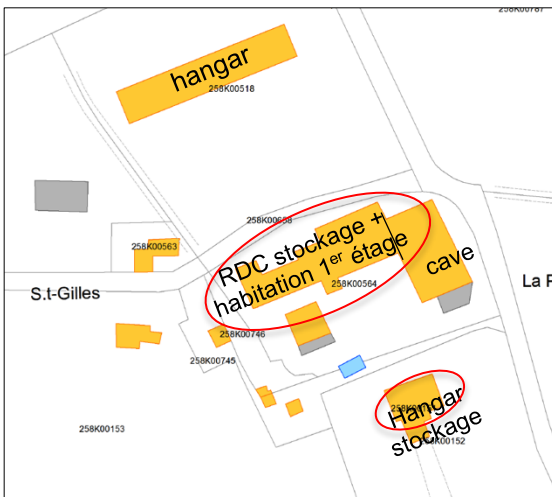 258K00787
hangar
258K00518
258K00698
258K00563
RDC stockage +
habitation 1er étage
cave
258K00564
S.t-Gilles
La F
258K00746
258K00745
Hangar
stockage
258K00153
258K00152